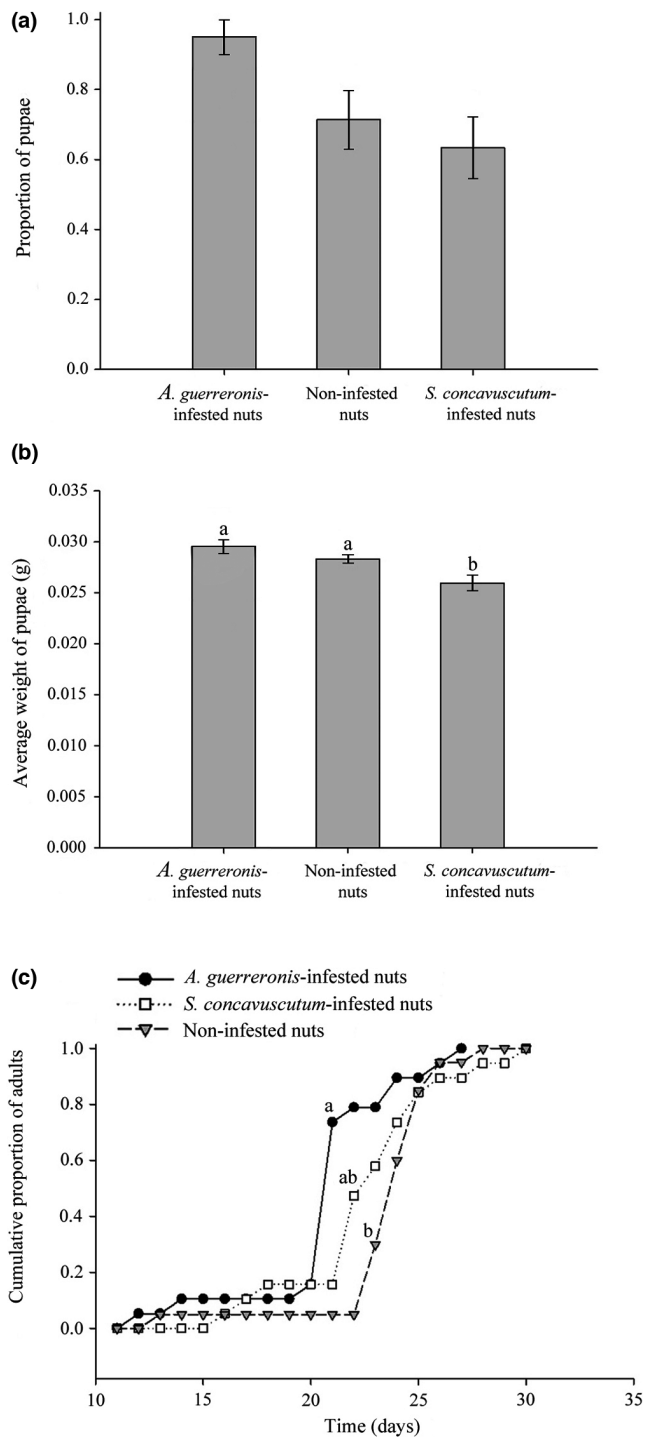 (a)
1.0
0.8
0.6
0.4
0.2
0.0
Proportion of pupae
A. guerreronis-
infested nuts
Non-infested
nuts
S. concavuscutum-
infested nuts
(b)
0.035
0.030
0.025
0.020
0.015
0.010
0.005
0.000
Average weight of pupae (g)
a
a
b
A. guerreronis-
infested nuts
Non-infested
nuts
S. concavuscutum-
infested nuts
(c)
A. guerreronis-infested nuts
S. concavuscutum-infested nuts
Non-infested nuts
1.0
0.8
0.6
0.4
0.2
0.0
Cumulative proportion of adults
a
ab
b
10
15
20
25
30
35
Time (days)